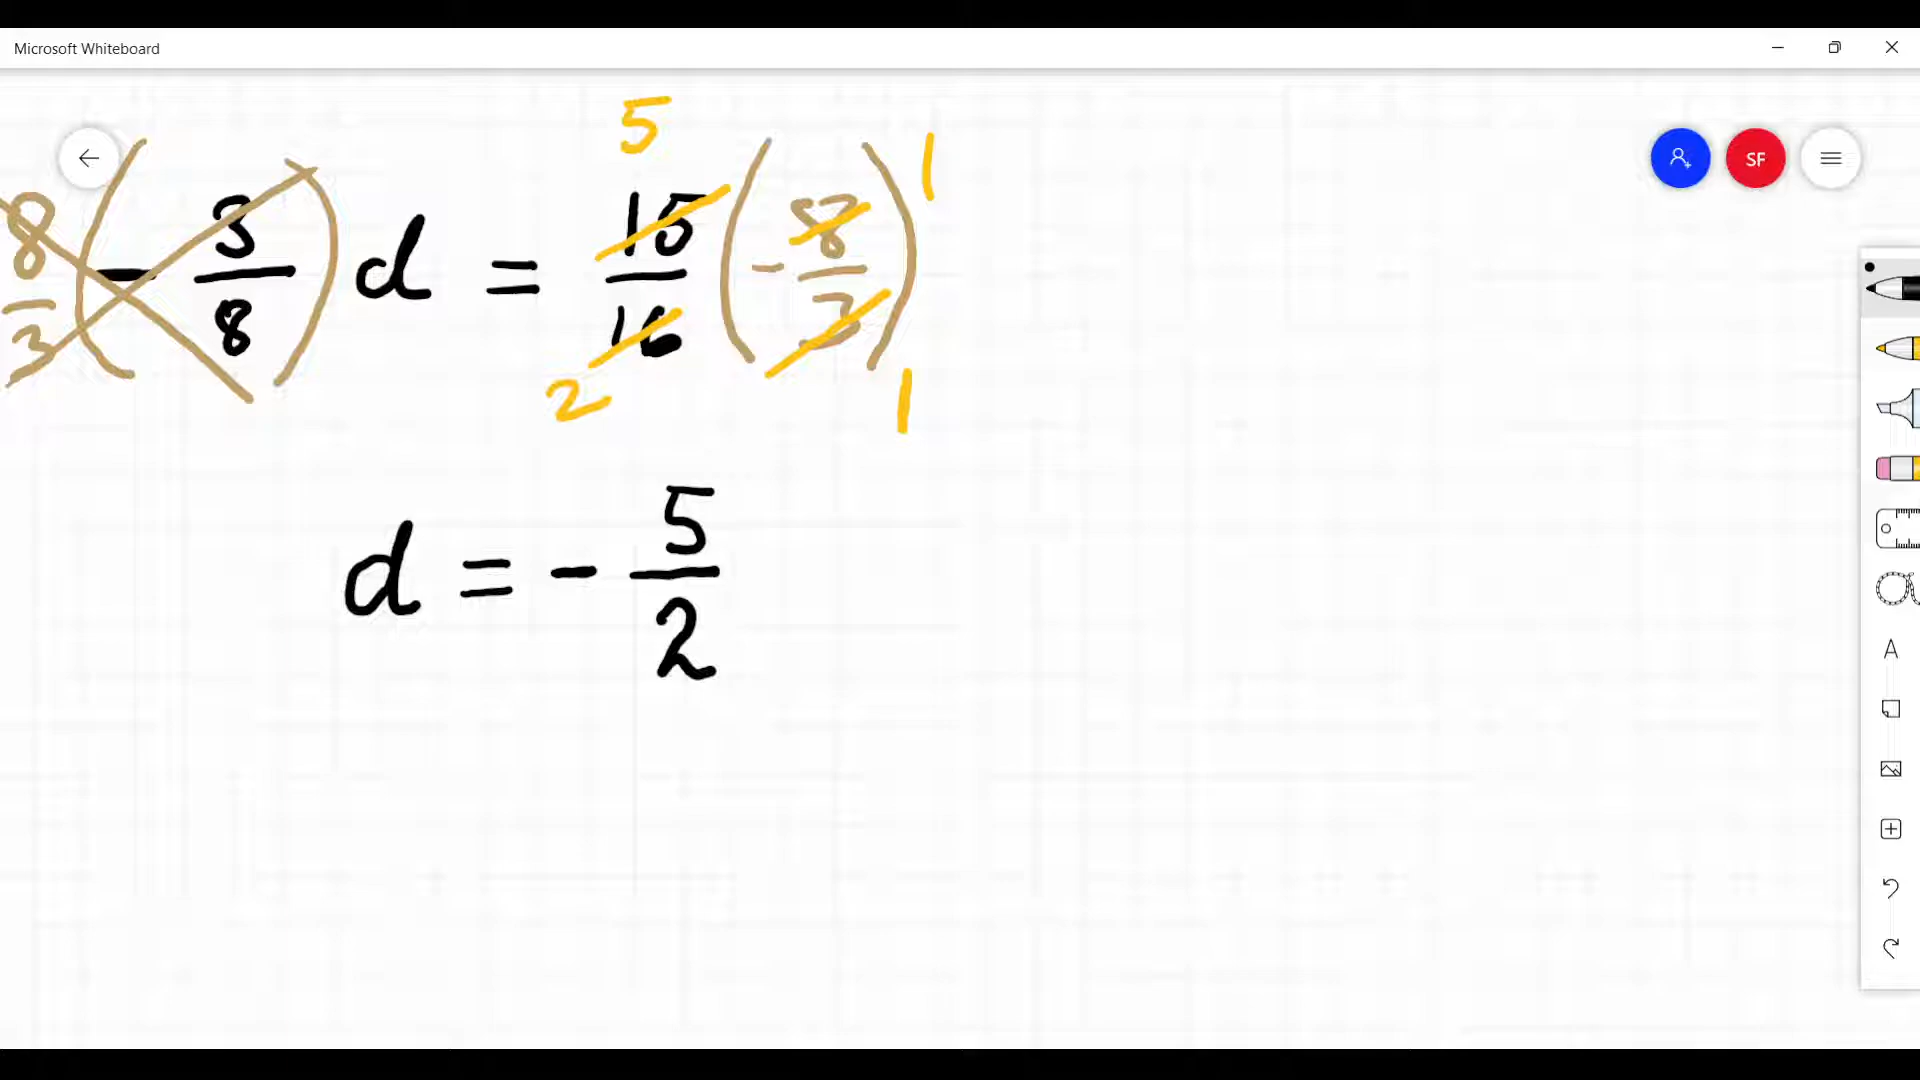 Microsoft Whiteboard
SF
5 1
8/3 ( - 3/8 ) d = 15/16 ( - 8/3 )
2 1
d = - 5/2
A